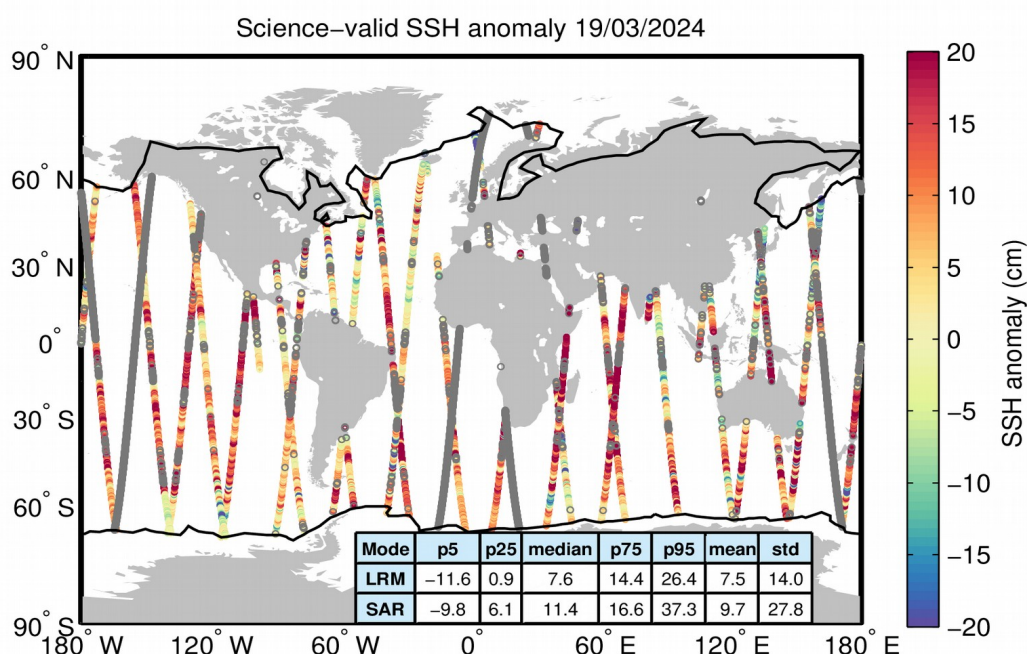 Science−valid SSH anomaly 19/03/2024
90° N
60° N
30° N
0°
30° S
60° S
90° S
180° W
120° W
60° W
0°
60° E
120° E
180° E
Mode p5 p25 median p75 p95 mean std
LRM −11.6 0.9 7.6 14.4 26.4 7.5 14.0
SAR −9.8 6.1 11.4 16.6 37.3 9.7 27.8
20
15
10
5
0
−5
−10
−15
−20
SSH anomaly (cm)